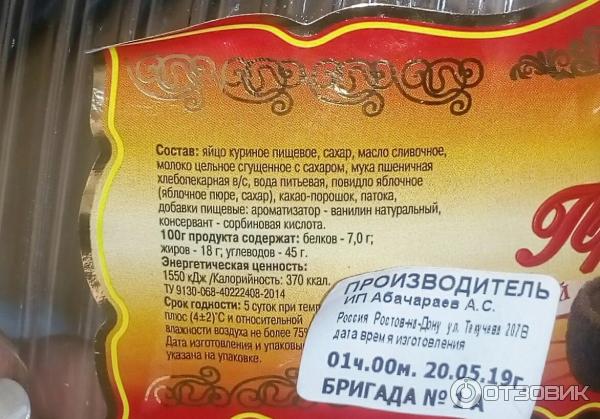 Состав: яйцо куриное пищевое, сахар, масло сливочное,
молоко цельное сгущенное с сахаром, мука пшеничная
хлебопекарная в/с, вода питьевая, повидло яблочное
(яблочное пюре, сахар), какао-порошок, патока,
добавки пищевые: ароматизатор - ванилин натуральный,
консервант - сорбиновая кислота.
100г продукта содержат: белков - 7,0 г;
жиров - 18 г; углеводов - 45 г.
Энергетическая ценность:
1550 кДж /Калорийность: 370 ккал.
ТУ 9130-068-40222408-2014
Срок годности: 5 суток при темп
плюс (4±2)°С и относительной
влажности воздуха не более 75%
Дата изготовления и упаковы
указана на упаковке.
ПРОИЗВОДИТЕЛЬ
ИП Абачараев А.С.
Россия Ростов-на-Дону ул. Текучева 207В
дата время изготовления
01ч.00м. 20.05.19г.
БРИГАДА №
ОТЗОВИК